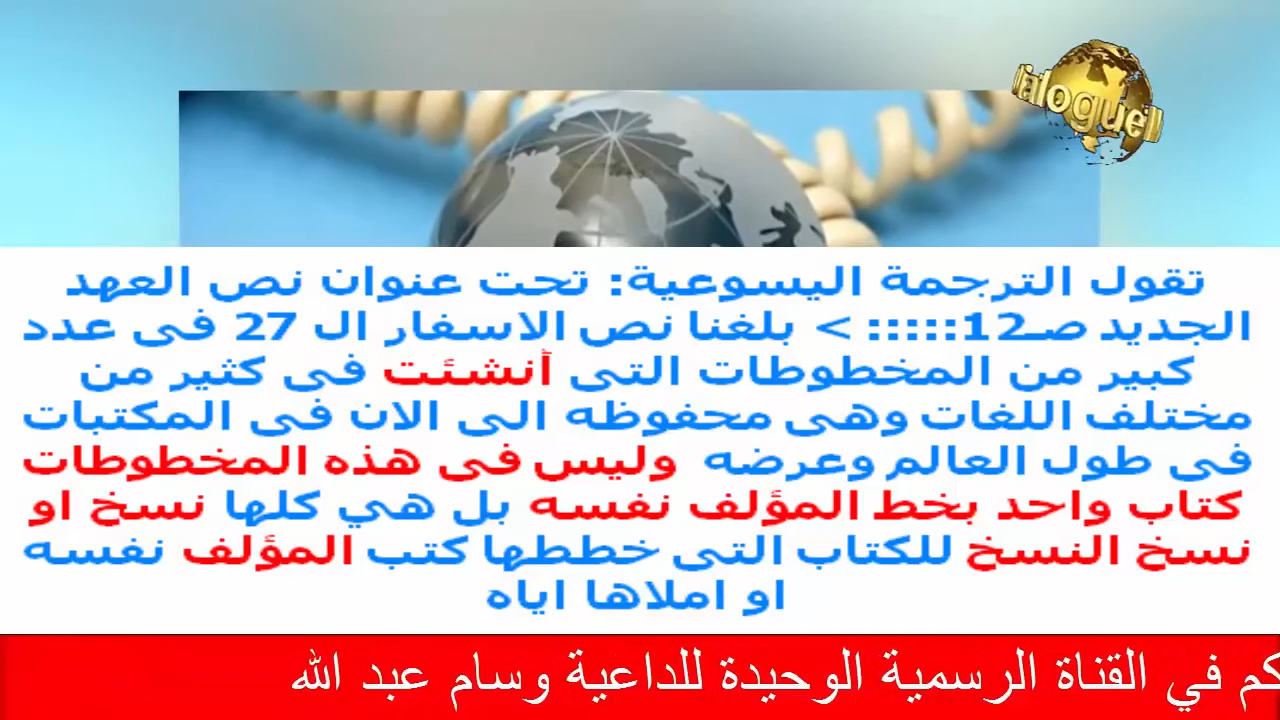 Dialogue
تقول الترجمة اليسوعية: تحت عنوان نص العهد
الجديد صـ12::::: > بلغنا نص الاسفار ال 27 فى عدد
كبير من المخطوطات التى أنشئت فى كثير من
مختلف اللغات وهى محفوظه الى الان فى المكتبات
فى طول العالم وعرضه وليس فى هذه المخطوطات
كتاب واحد بخط المؤلف نفسه بل هي كلها نسخ او
نسخ النسخ للكتاب التى خططها كتب المؤلف نفسه
او املاها اياه
كم في القناة الرسمية الوحيدة للداعية وسام عبد الله